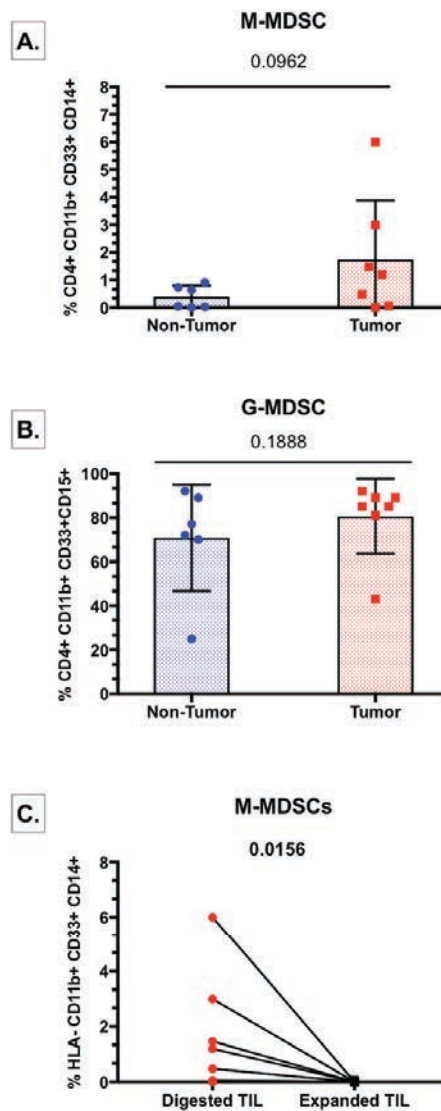 A.
M-MDSC
0.0962
% CD4+ CD11b+ CD33+ CD14+
8
7
6
5
4
3
2
1
0
Non-Tumor Tumor
B.
G-MDSC
0.1888
% CD4+ CD11b+ CD33+CD15+
100
80
60
40
20
0
Non-Tumor Tumor
C.
M-MDSCs
0.0156
% HLA- CD11b+ CD33+ CD14+
8
6
4
2
0
Digested TIL Expanded TIL